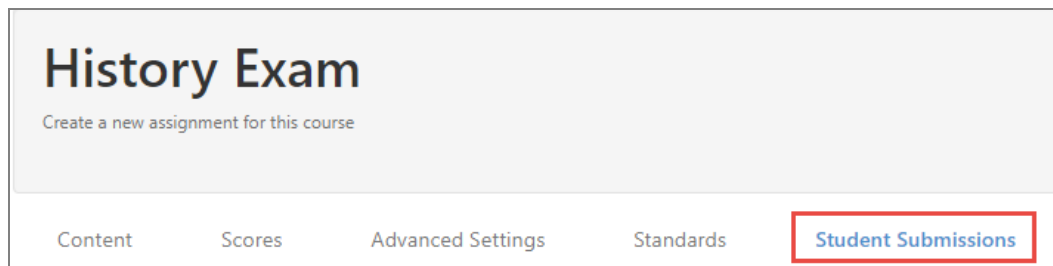 History Exam
Create a new assignment for this course
Content Scores Advanced Settings Standards Student Submissions